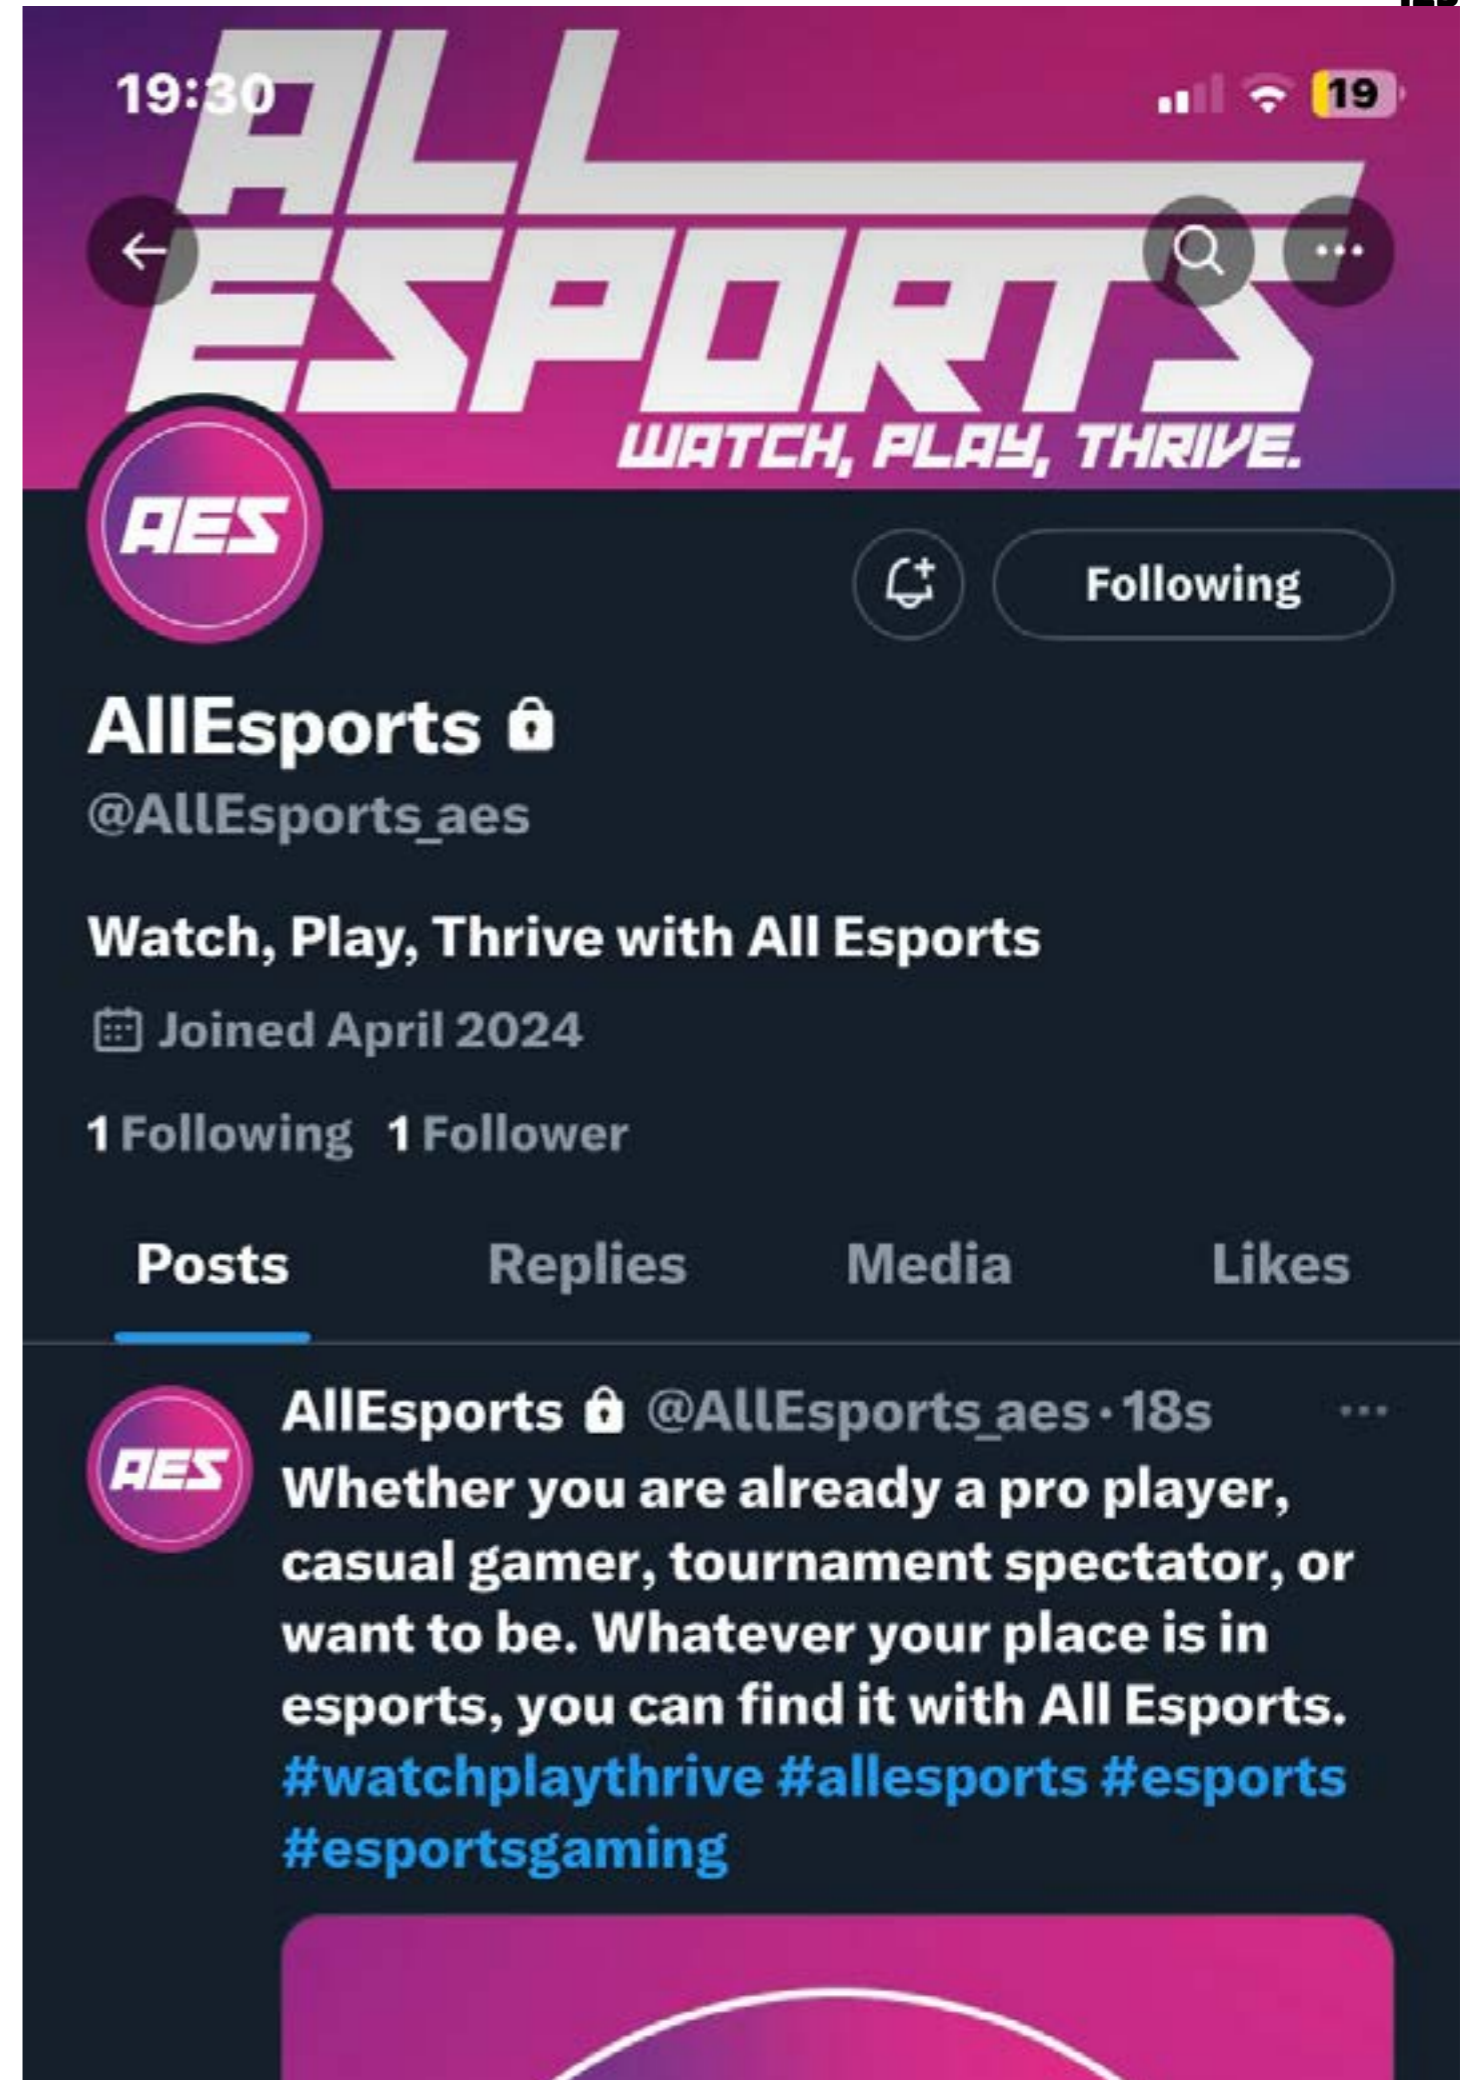 19:30
19
ALL
ESPORTS
WATCH, PLAY, THRIVE.
AES
Following
AllEsports
@AllEsports_aes
Watch, Play, Thrive with All Esports
Joined April 2024
1 Following 1 Follower
Posts Replies Media Likes
AES
AllEsports @AllEsports_aes · 18s
Whether you are already a pro player,
casual gamer, tournament spectator, or
want to be. Whatever your place is in
esports, you can find it with All Esports.
#watchplaythrive #allesports #esports
#esportsgaming